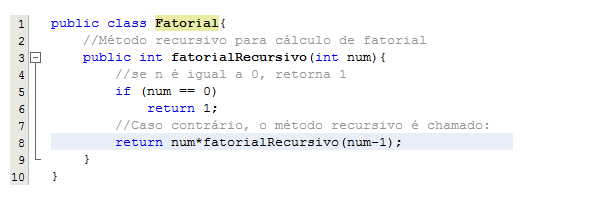 1 public class Fatorial{
2 //Método recursivo para cálculo de fatorial
3 public int fatorialRecursivo(int num){
4 //se n é igual a 0, retorna 1
5 if (num == 0)
6 return 1;
7 //Caso contrário, o método recursivo é chamado:
8 return num*fatorialRecursivo(num-1);
9 }
10 }